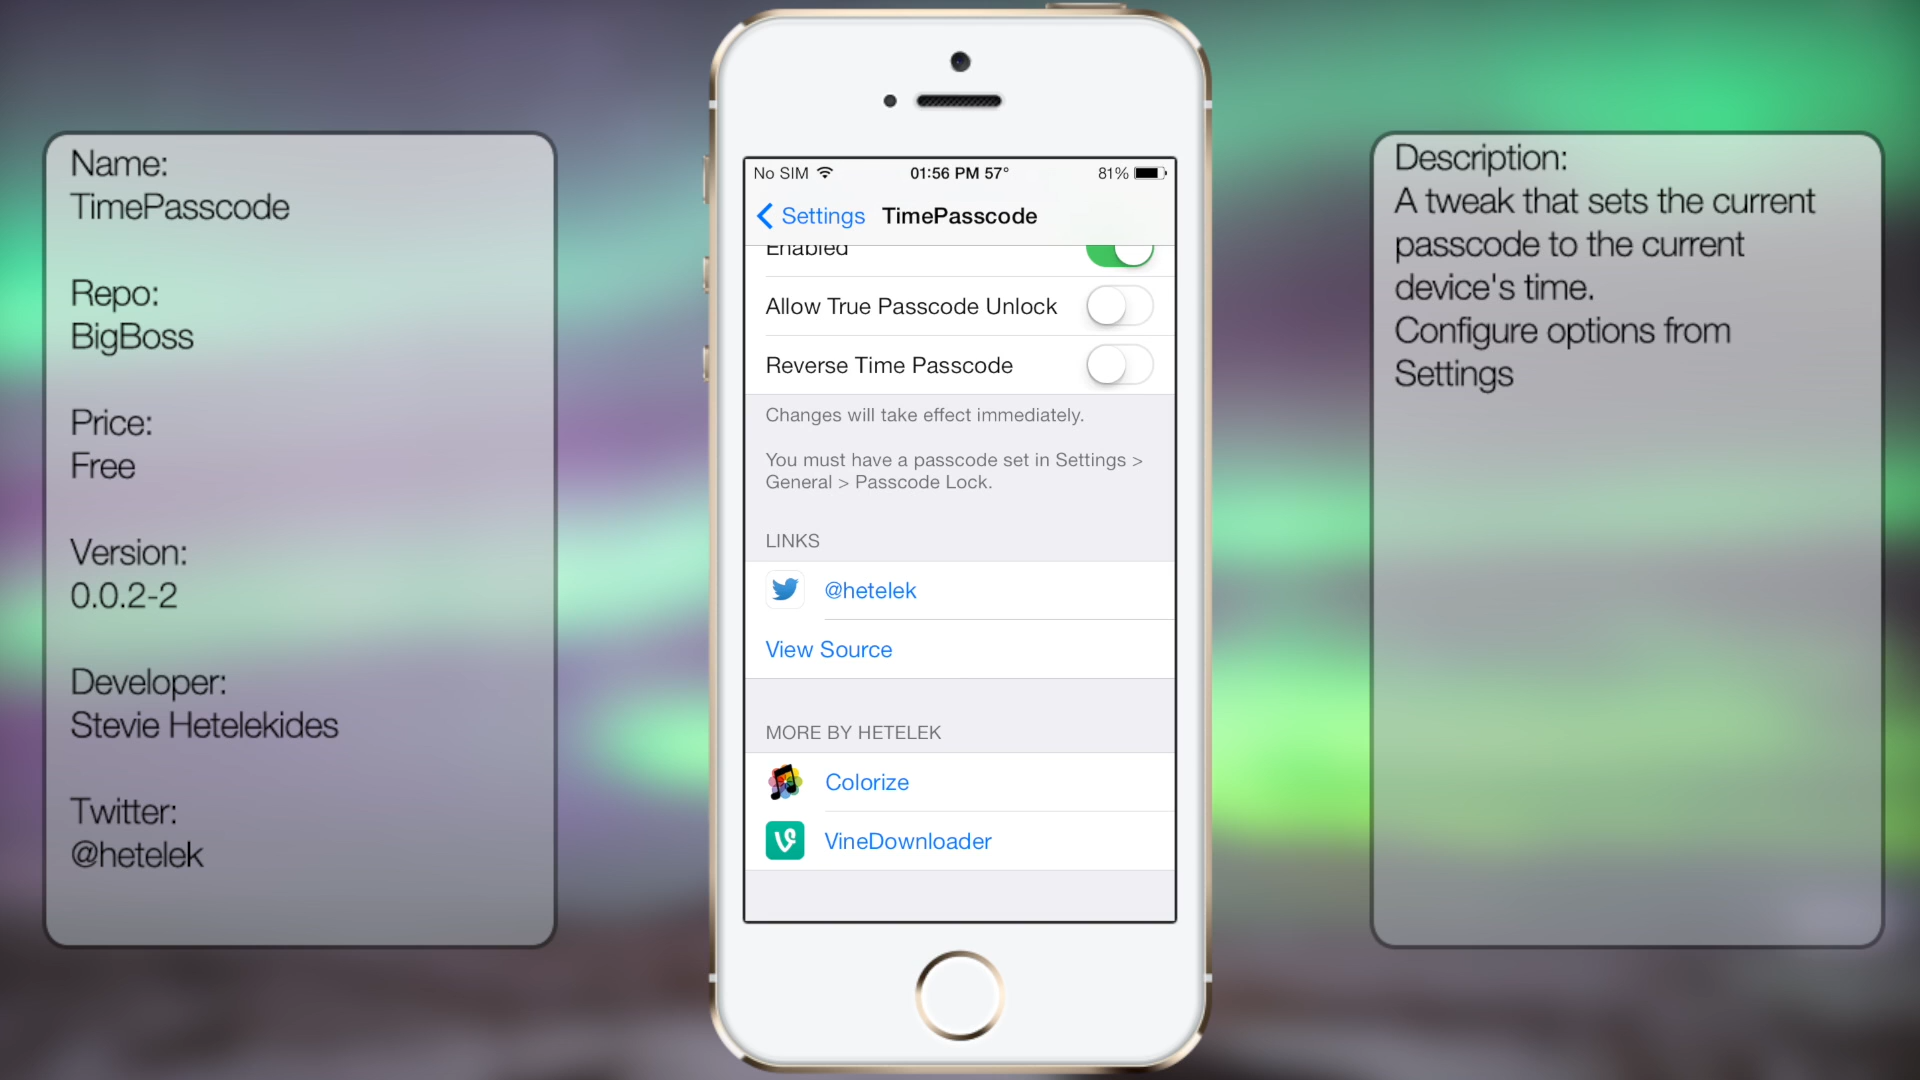 Name:
TimePasscode
Repo:
BigBoss
Price:
Free
Version:
0.0.2-2
Developer:
Stevie Hetelekides
Twitter:
@hetelek
No SIM 01:56 PM 57° 81%
Settings TimePasscode
Enabled
Allow True Passcode Unlock
Reverse Time Passcode
Changes will take effect immediately.
You must have a passcode set in Settings >
General > Passcode Lock.
LINKS
@hetelek
View Source
MORE BY HETELEK
Colorize
VineDownloader
Description:
A tweak that sets the current
passcode to the current
device's time.
Configure options from
Settings